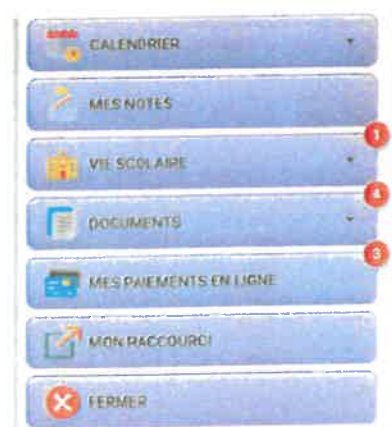 CALENDRIER
MES NOTES
1
VIE SCOLAIRE
4
DOCUMENTS
3
MES PAIEMENTS EN LIGNE
MON RACCOURCI
FERMER